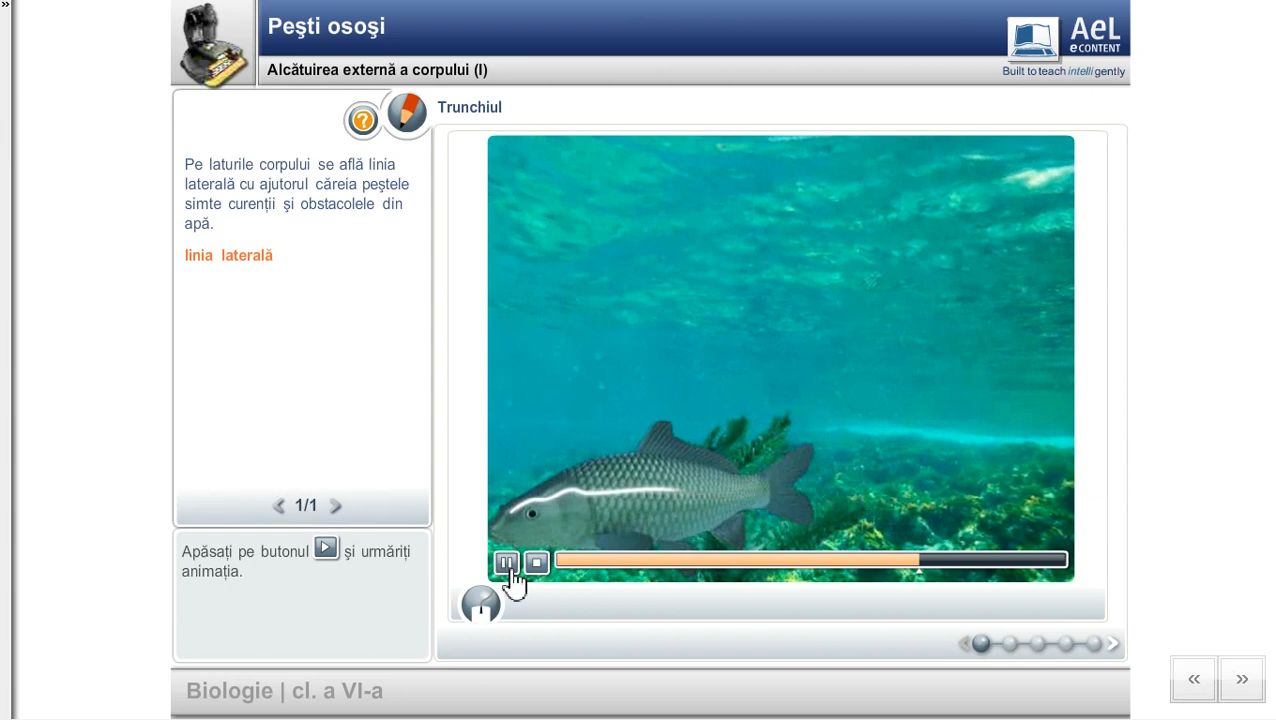 »
Peşti osoşi
AeL
eCONTENT
Alcătuirea externă a corpului (I)
Built to teach intelligently
?
Trunchiul
Pe laturile corpului se află linia
laterală cu ajutorul căreia peştele
simte curenţii şi obstacolele din
apă.
linia laterală
1/1
Apăsaţi pe butonul şi urmăriţi
animaţia.
Biologie | cl. a VI-a
« »